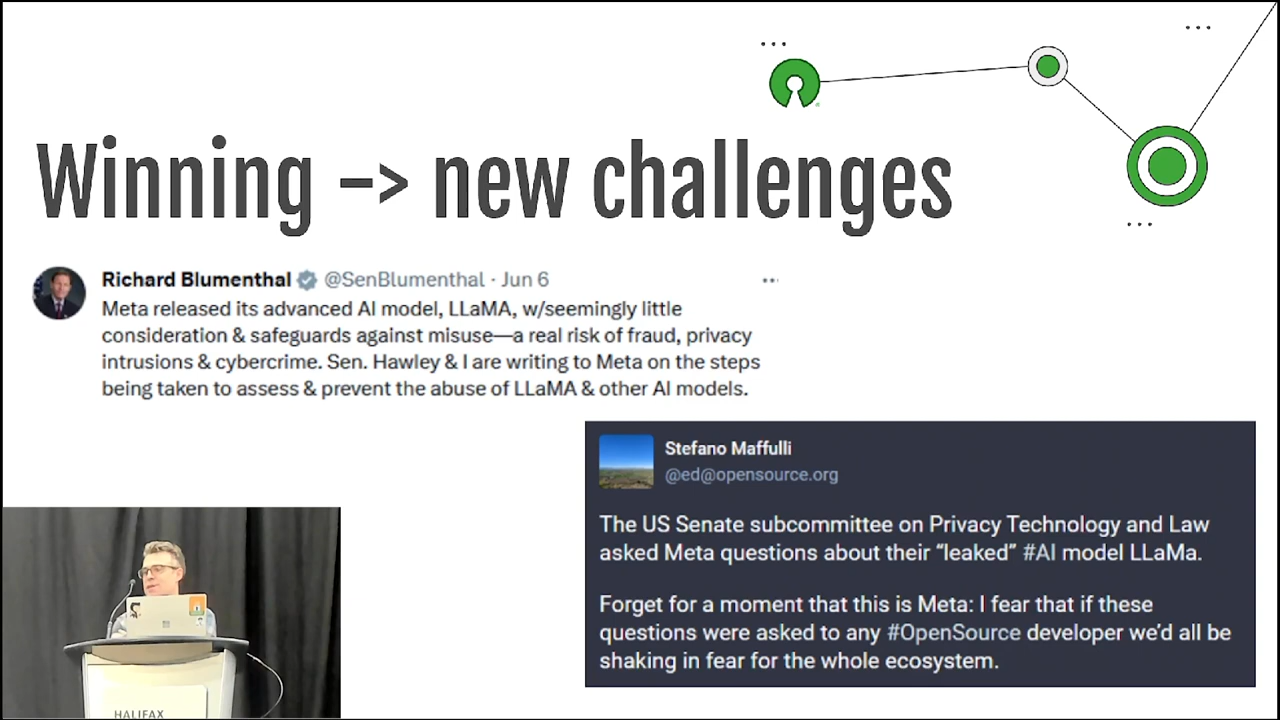 Winning –> new challenges
Richard Blumenthal @SenBlumenthal · Jun 6
Meta released its advanced AI model, LLaMA, w/seemingly little
consideration & safeguards against misuse—a real risk of fraud, privacy
intrusions & cybercrime. Sen. Hawley & I are writing to Meta on the steps
being taken to assess & prevent the abuse of LLaMA & other AI models.
Stefano Maffulli
@ed@opensource.org
The US Senate subcommittee on Privacy Technology and Law
asked Meta questions about their “leaked” #AI model LLaMa.
Forget for a moment that this is Meta: I fear that if these
questions were asked to any #OpenSource developer we’d all be
shaking in fear for the whole ecosystem.
HALIFAX